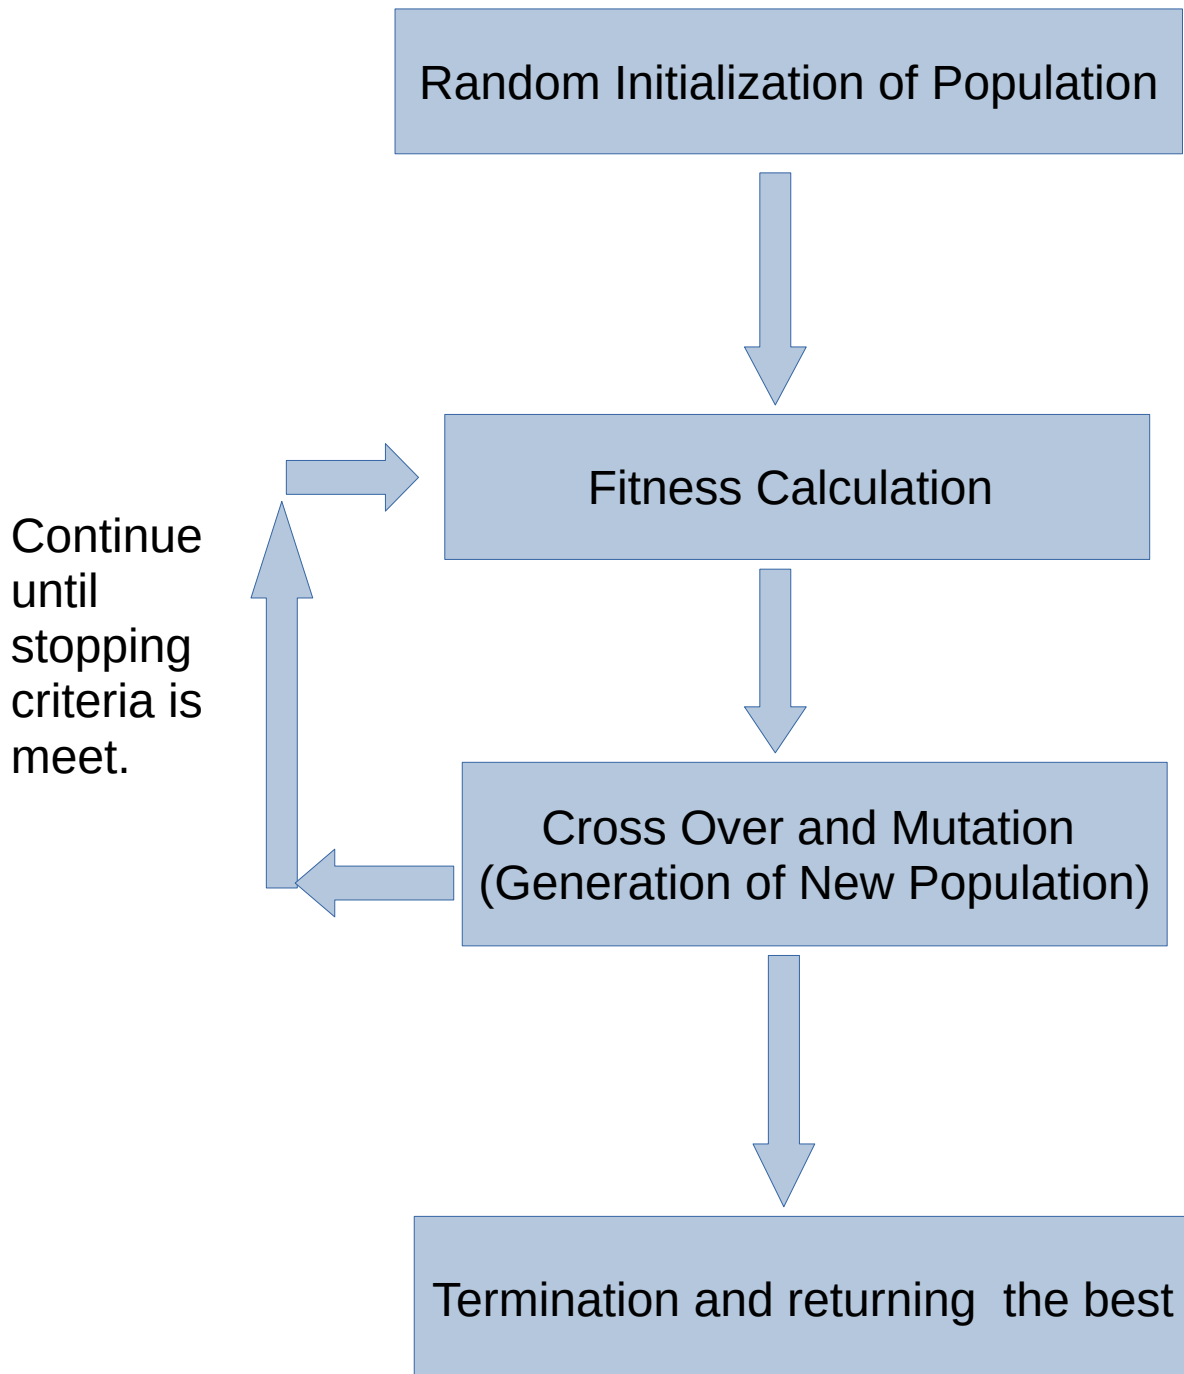 Random Initialization of Population
Fitness Calculation
Continue
until
stopping
criteria is
meet.
Cross Over and Mutation
(Generation of New Population)
Termination and returning  the best